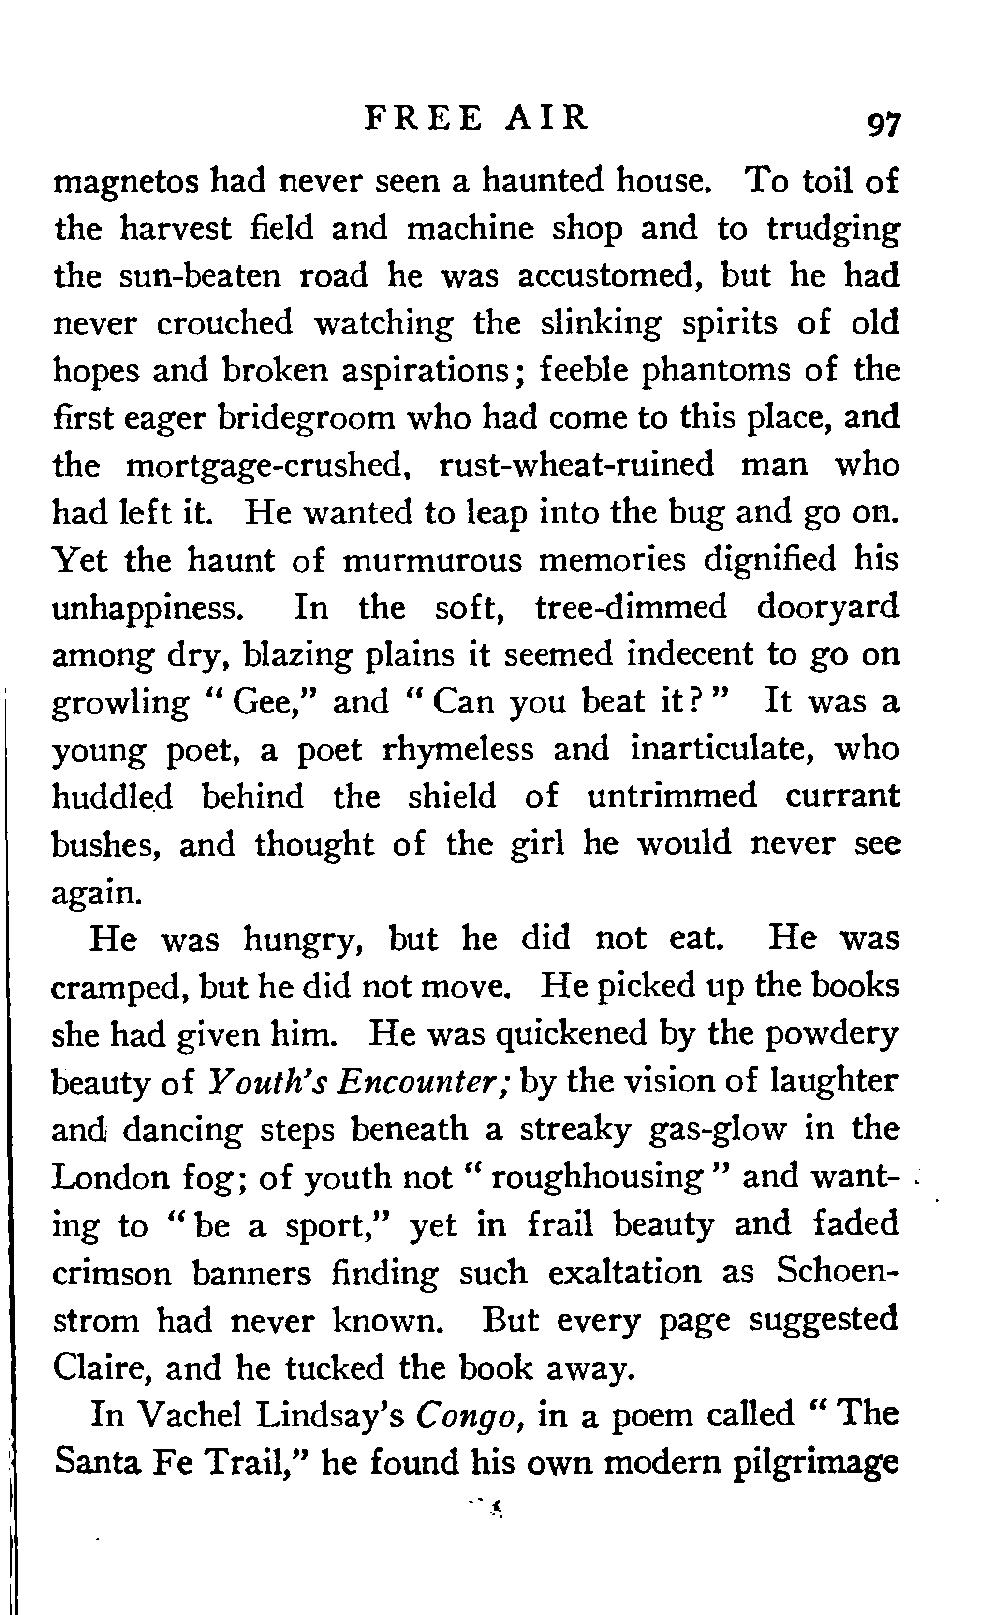 FREE AIR 97
magnetos had never seen a haunted house. To toil of
the harvest field and machine shop and to trudging
the sun-beaten road he was accustomed, but he had
never crouched watching the slinking spirits of old
hopes and broken aspirations; feeble phantoms of the
first eager bridegroom who had come to this place, and
the mortgage-crushed, rust-wheat-ruined man who
had left it. He wanted to leap into the bug and go on.
Yet the haunt of murmurous memories dignified his
unhappiness. In the soft, tree-dimmed dooryard
among dry, blazing plains it seemed indecent to go on
growling “ Gee,” and “ Can you beat it? ” It was a
young poet, a poet rhymeless and inarticulate, who
huddled behind the shield of untrimmed currant
bushes, and thought of the girl he would never see
again.
He was hungry, but he did not eat. He was
cramped, but he did not move. He picked up the books
she had given him. He was quickened by the powdery
beauty of Youth’s Encounter; by the vision of laughter
and dancing steps beneath a streaky gas-glow in the
London fog; of youth not “ roughhousing ” and want-
ing to “ be a sport,” yet in frail beauty and faded
crimson banners finding such exaltation as Schoen-
strom had never known. But every page suggested
Claire, and he tucked the book away.
In Vachel Lindsay’s Congo, in a poem called “ The
Santa Fe Trail,” he found his own modern pilgrimage